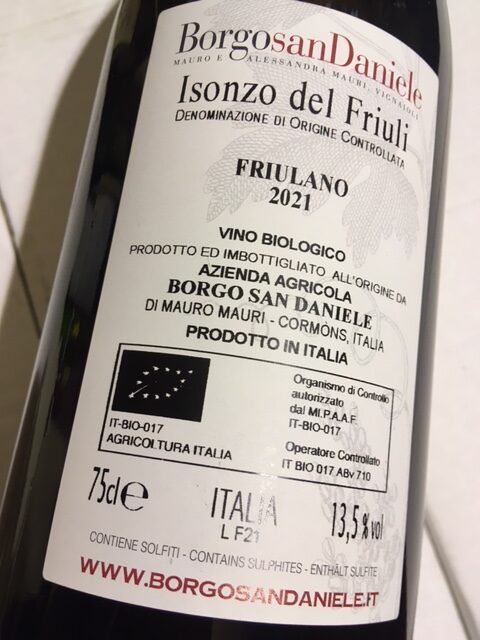 BorgosanDaniele
MAURO E ALESSANDRA MAURI, VIGNAIOLI
Isonzo del Friuli
DENOMINAZIONE DI ORIGINE CONTROLLATA
FRIULANO
2021
VINO BIOLOGICO
PRODOTTO ED IMBOTTIGLIATO ALL'ORIGINE DA
AZIENDA AGRICOLA
BORGO SAN DANIELE
DI MAURO MAURI - CORMÒNS, ITALIA
PRODOTTO IN ITALIA
IT-BIO-017
AGRICOLTURA ITALIA
Organismo di Controllo
autorizzato
dal MI.P.A.A.F.
IT-BIO-017
Operatore Controllato
IT BIO 017 ABv 710
75cl e
ITALIA
L F21
13,5 % vol
CONTIENE SOLFITI - CONTAINS SULPHITES - ENTHÄLT SULFITE
WWW.BORGOSANDANIELE.IT